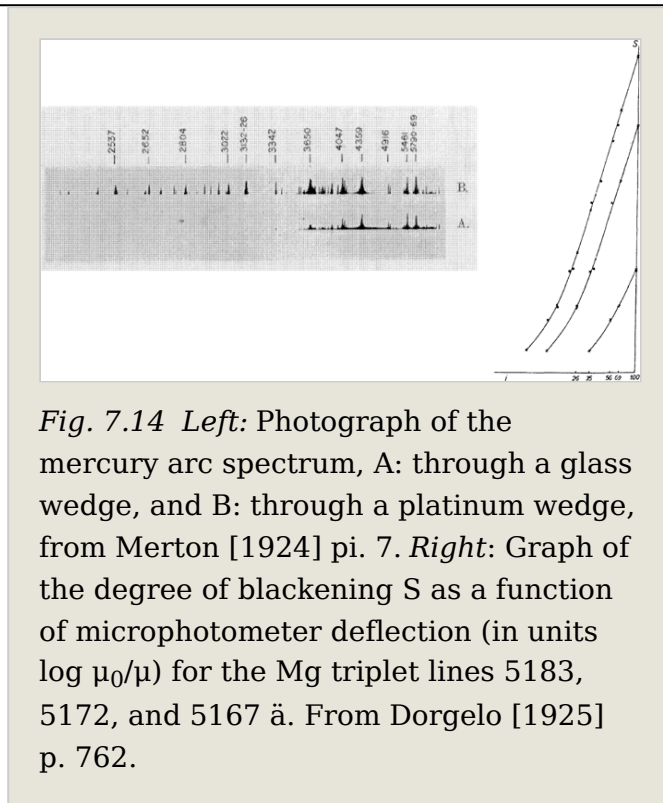 2537
2652
2804
3022
3132-26
3342
3650
4047
4359
4916
5461
5790-69
B.
A.
S
1
26 35 56 69 100
Fig. 7.14 Left: Photograph of the
mercury arc spectrum, A: through a glass
wedge, and B: through a platinum wedge,
from Merton [1924] pi. 7. Right: Graph of
the degree of blackening S as a function
of microphotometer deflection (in units
log μ₀/μ) for the Mg triplet lines 5183,
5172, and 5167 ä. From Dorgelo [1925]
p. 762.